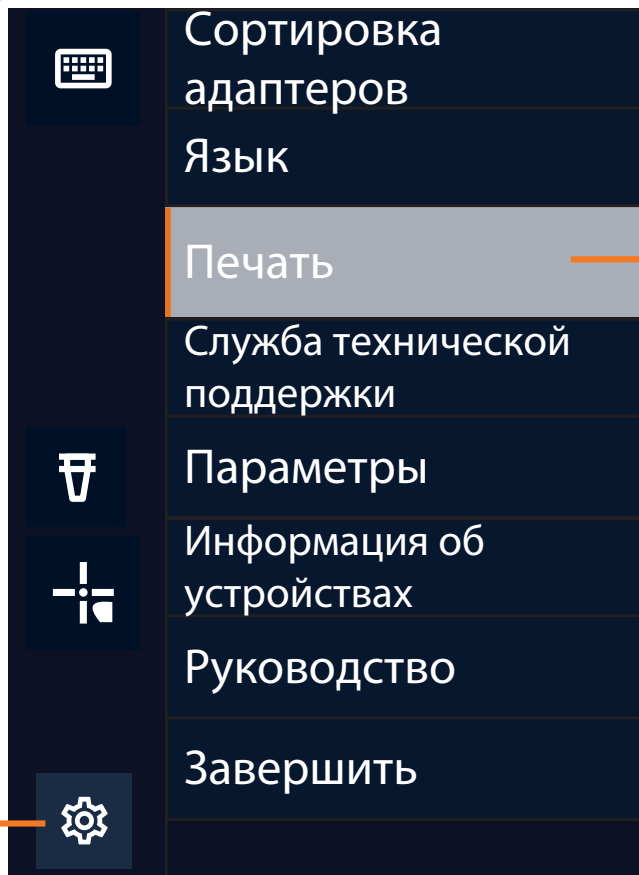 Сортировка
адаптеров
Язык
Печать
Служба технической
поддержки
Параметры
Информация об
устройствах
Руководство
Завершить